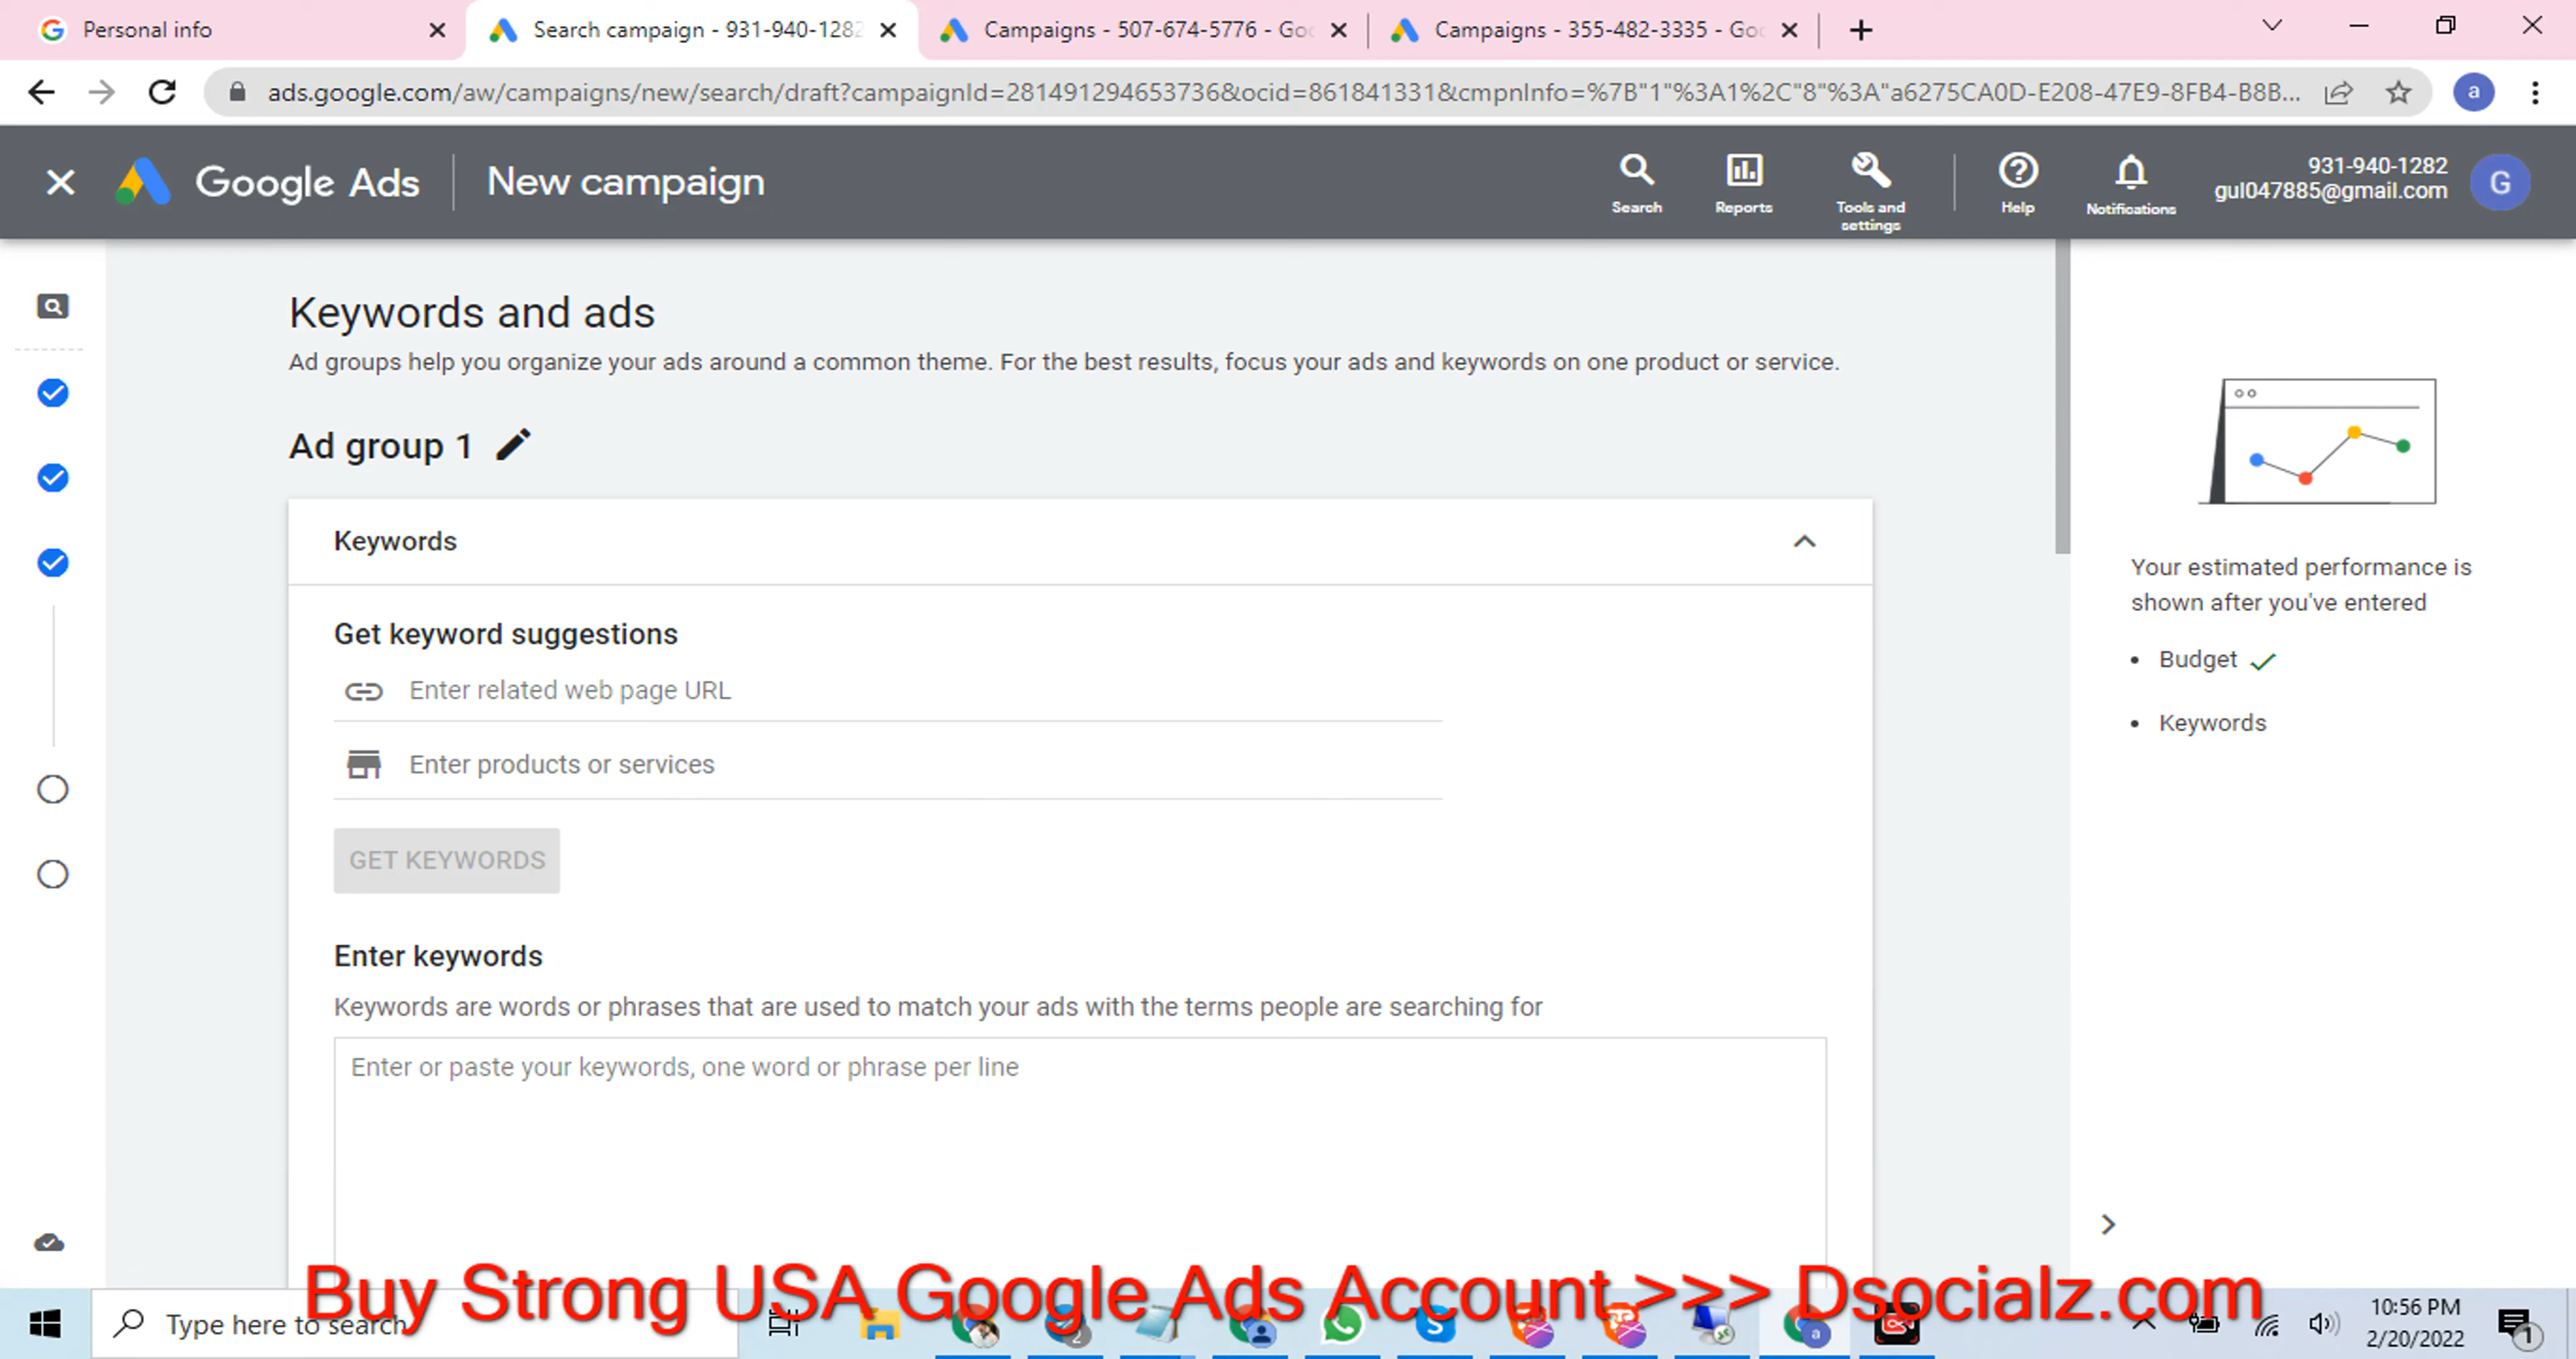 Personal info
Search campaign - 931-940-1282
Campaigns - 507-674-5776 - Goo
Campaigns - 355-482-3335 - Goo
ads.google.com/aw/campaigns/new/search/draft?campaignId=281491294653736&ocid=861841331&cmpnInfo=%7B"1"%3A1%2C"8"%3A"a6275CA0D-E208-47E9-8FB4-B8B...
a
Google Ads
New campaign
Search
Reports
Tools and settings
Help
Notifications
931-940-1282
gul047885@gmail.com
G
Keywords and ads
Ad groups help you organize your ads around a common theme. For the best results, focus your ads and keywords on one product or service.
Ad group 1
Keywords
Get keyword suggestions
Enter related web page URL
Enter products or services
GET KEYWORDS
Enter keywords
Keywords are words or phrases that are used to match your ads with the terms people are searching for
Enter or paste your keywords, one word or phrase per line
Your estimated performance is
shown after you've entered
• Budget
• Keywords
Buy Strong USA Google Ads Account >>> Dsocialz.com
Type here to search
2
S
a
10:56 PM
2/20/2022
1